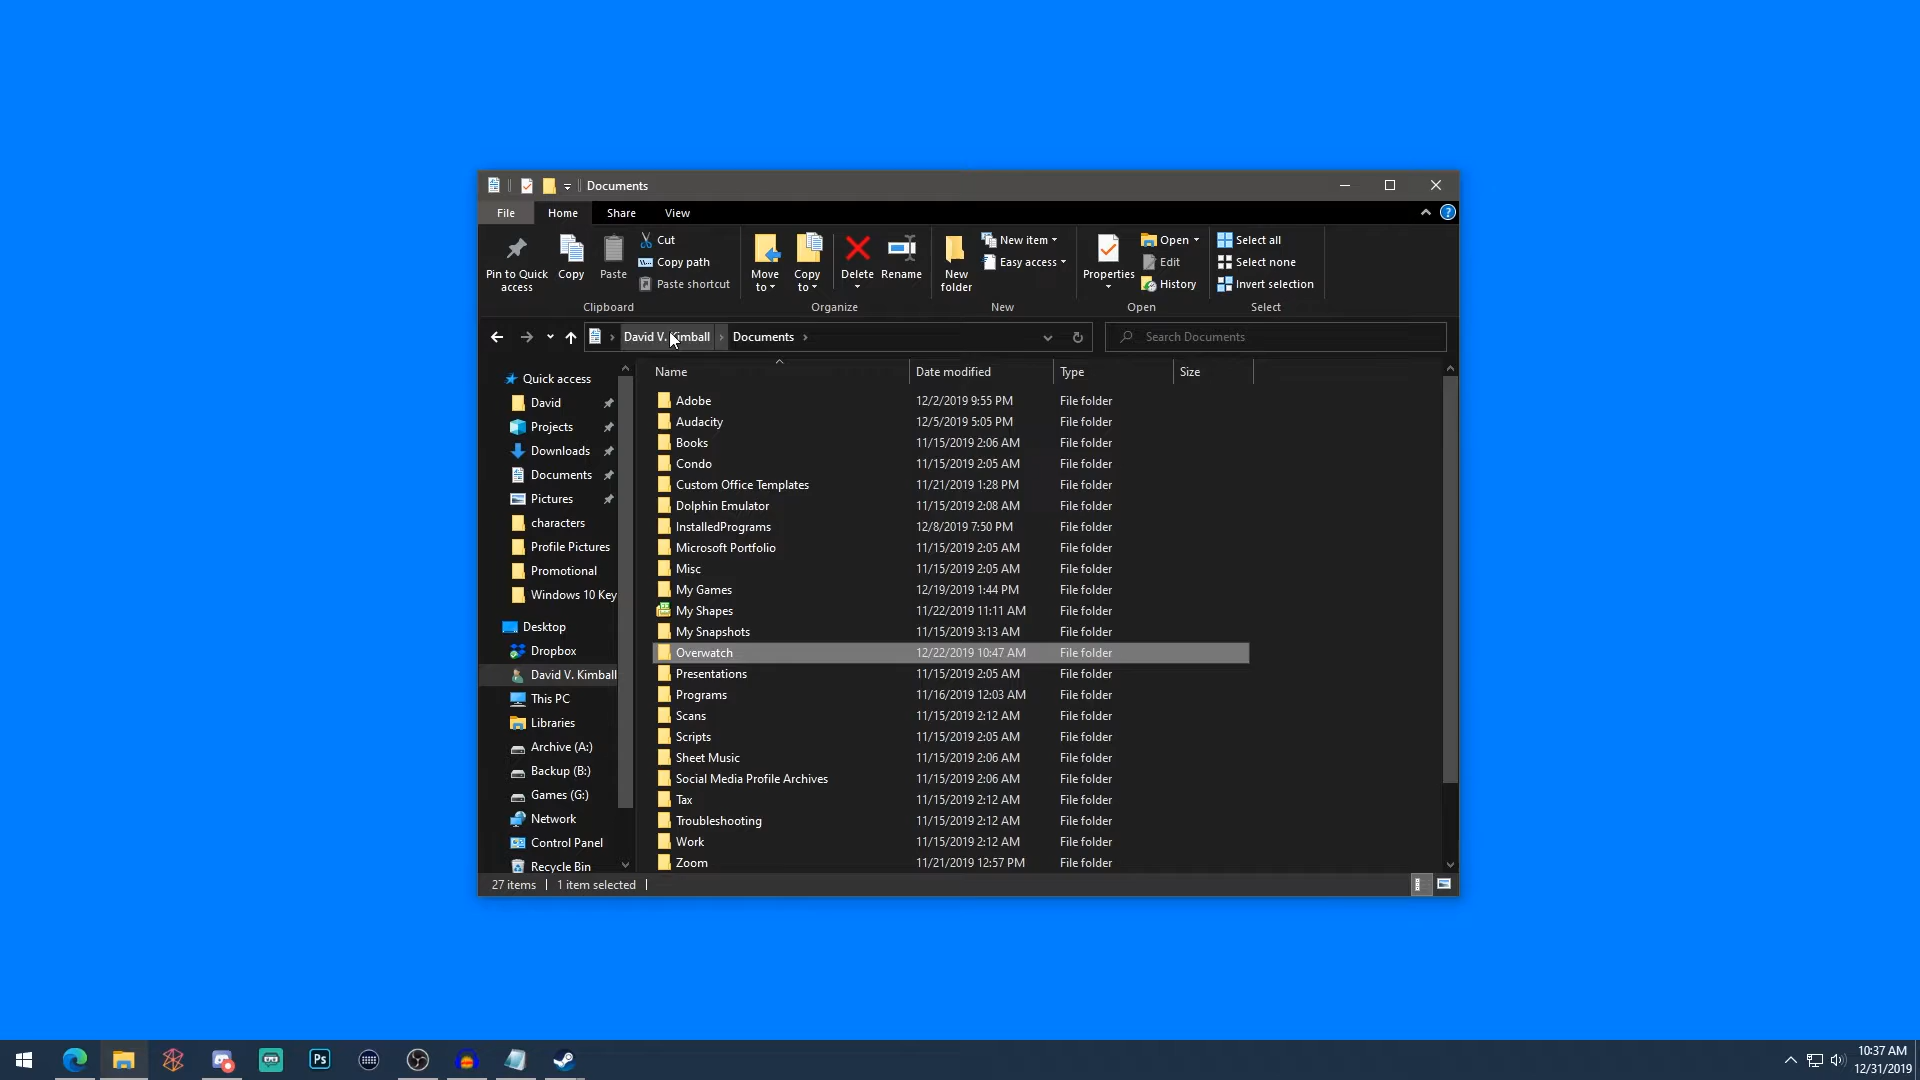 Documents
File Home Share View
Pin to Quick access
Copy
Paste
Cut
Copy path
Paste shortcut
Clipboard
Move to
Copy to
Delete
Rename
Organize
New folder
New item
Easy access
New
Properties
Open
Edit
History
Open
Select all
Select none
Invert selection
Select
David V. Kimball Documents
Search Documents
Quick access
David
Projects
Downloads
Documents
Pictures
characters
Profile Pictures
Promotional
Windows 10 Key
Desktop
Dropbox
David V. Kimball
This PC
Libraries
Archive (A:)
Backup (B:)
Games (G:)
Network
Control Panel
Recycle Bin
Name Date modified Type Size
Adobe 12/2/2019 9:55 PM File folder
Audacity 12/5/2019 5:05 PM File folder
Books 11/15/2019 2:06 AM File folder
Condo 11/15/2019 2:05 AM File folder
Custom Office Templates 11/21/2019 1:28 PM File folder
Dolphin Emulator 11/15/2019 2:08 AM File folder
InstalledPrograms 12/8/2019 7:50 PM File folder
Microsoft Portfolio 11/15/2019 2:05 AM File folder
Misc 11/15/2019 2:05 AM File folder
My Games 12/19/2019 1:44 PM File folder
My Shapes 11/22/2019 11:11 AM File folder
My Snapshots 11/15/2019 3:13 AM File folder
Overwatch 12/22/2019 10:47 AM File folder
Presentations 11/15/2019 2:05 AM File folder
Programs 11/16/2019 12:03 AM File folder
Scans 11/15/2019 2:12 AM File folder
Scripts 11/15/2019 2:05 AM File folder
Sheet Music 11/15/2019 2:06 AM File folder
Social Media Profile Archives 11/15/2019 2:06 AM File folder
Tax 11/15/2019 2:12 AM File folder
Troubleshooting 11/15/2019 2:12 AM File folder
Work 11/15/2019 2:12 AM File folder
Zoom 11/21/2019 12:57 PM File folder
27 items 1 item selected
Ps
10:37 AM
12/31/2019